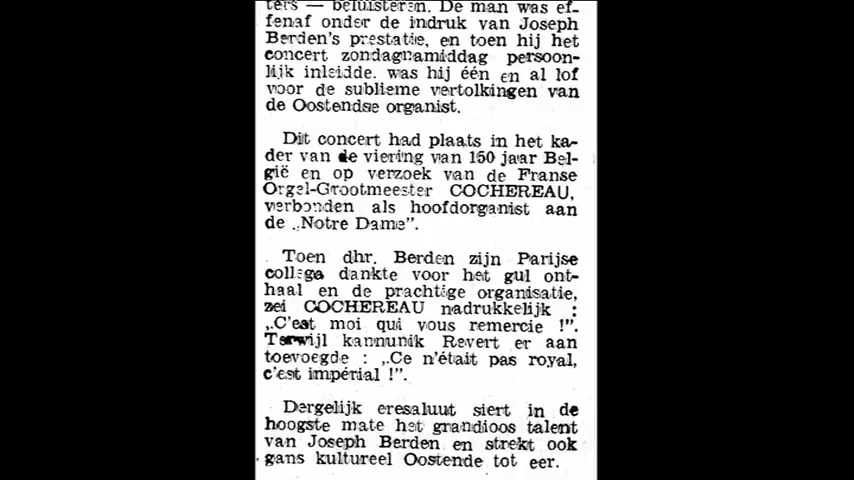 ters — beluisteren. De man was ef-
fenaf onder de indruk van Joseph
Berden's prestatie, en toen hij het
concert zondagnamiddag persoon-
lijk inleidde. was hij één en al lof
voor de sublieme vertolkingen van
de Oostendse organist.
Dit concert had plaats in het ka-
der van de viering van 150 jaar Bel-
gië en op verzoek van de Franse
Orgel-Grootmeester COCHEREAU,
verbonden als hoofdorganist aan
de „Notre Dame".
Toen dhr. Berden zijn Parijse
collega dankte voor het gul ont-
haal en de prachtige organisatie,
zei COCHEREAU nadrukkelijk :
„C'est moi qui vous remercie !".
Terwijl kannunik Revert er aan
toevoegde : „Ce n'était pas royal,
c'est impérial !".
Dergelijk eresaluut siert in de
hoogste mate het grandioos talent
van Joseph Berden en strekt ook
gans kultureel Oostende tot eer.